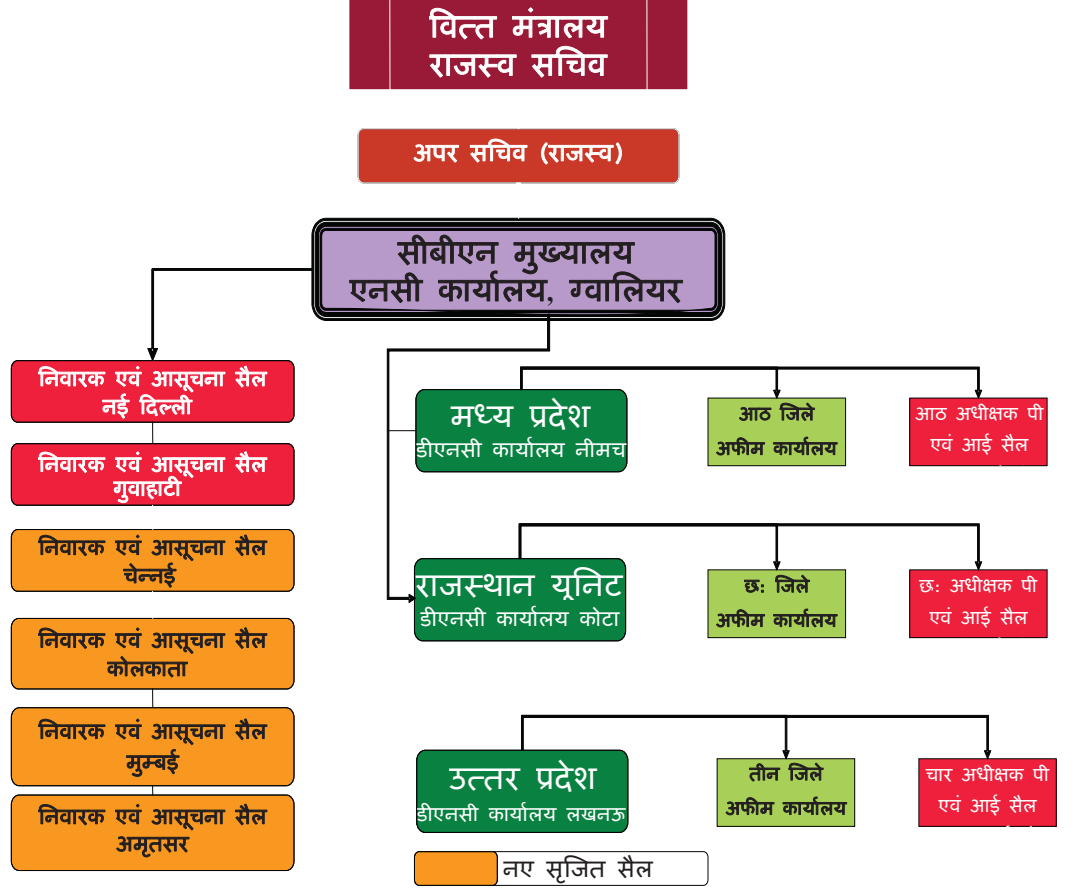 वित्त मंत्रालय
राजस्व सचिव
अपर सचिव (राजस्व)
सीबीएन मुख्यालय
एनसी कार्यालय, ग्वालियर
निवारक एवं आसूचना सैल
नई दिल्ली
निवारक एवं आसूचना सैल
गुवाहाटी
निवारक एवं आसूचना सैल
चेन्नई
निवारक एवं आसूचना सैल
कोलकाता
निवारक एवं आसूचना सैल
मुम्बई
निवारक एवं आसूचना सैल
अमृतसर
मध्य प्रदेश
डीएनसी कार्यालय नीमच
आठ जिले
अफीम कार्यालय
आठ अधीक्षक पी
एवं आई सैल
राजस्थान यूनिट
डीएनसी कार्यालय कोटा
छ: जिले
अफीम कार्यालय
छ: अधीक्षक पी
एवं आई सैल
उत्तर प्रदेश
डीएनसी कार्यालय लखनऊ
तीन जिले
अफीम कार्यालय
चार अधीक्षक पी
एवं आई सैल
नए सृजित सैल